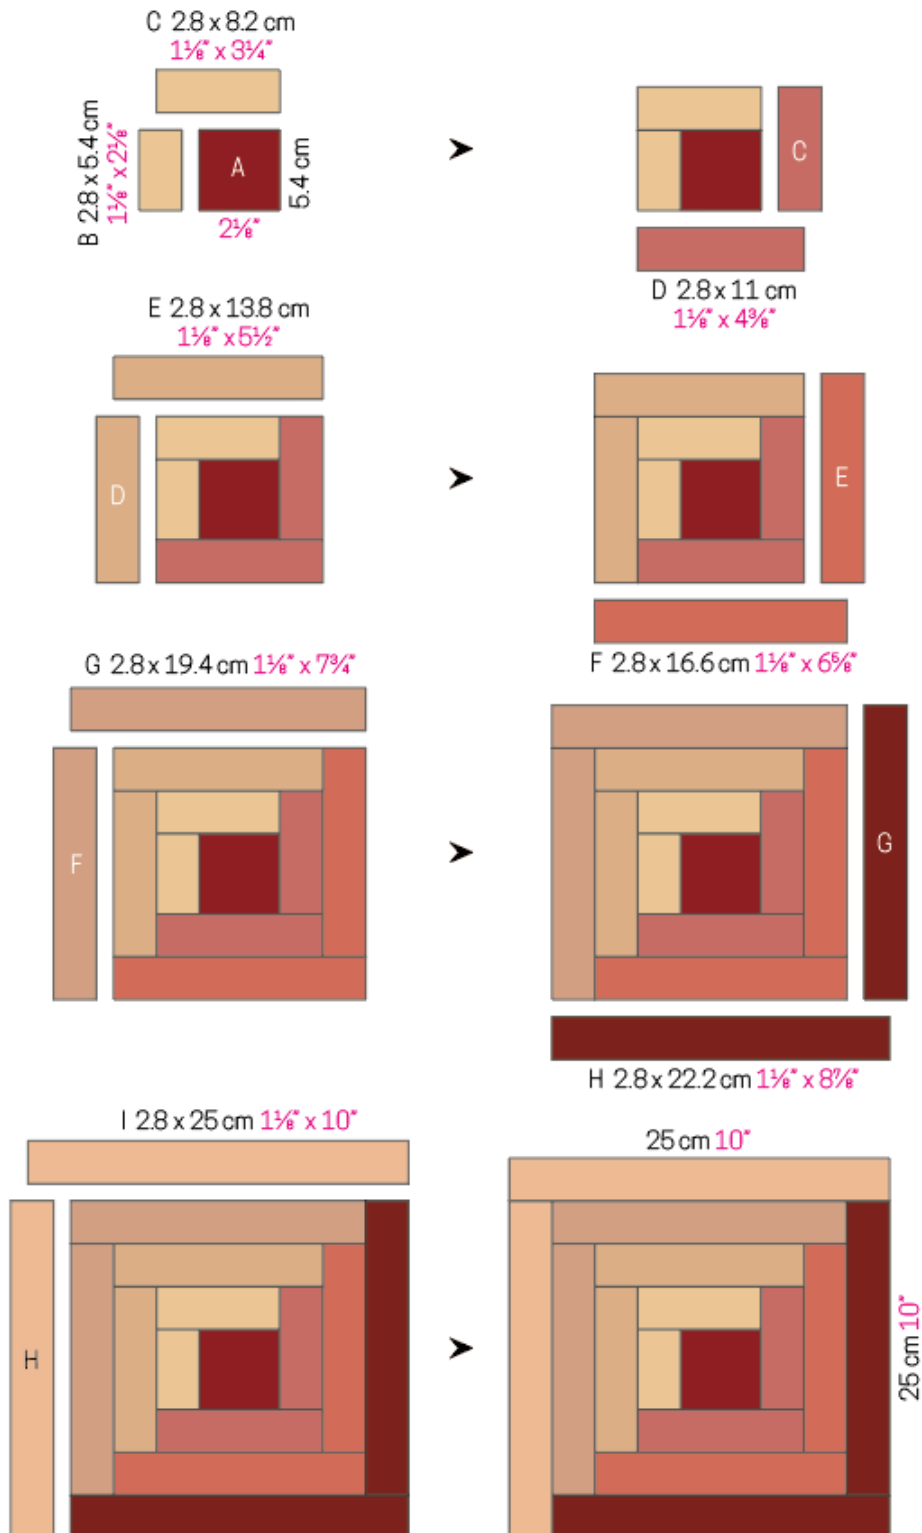 C 2.8 x 8.2 cm
1⅛" x 3¼"
B 2.8 x 5.4 cm
1⅛" x 2⅛"
A
5.4 cm
2⅛"
C
D 2.8 x 11 cm
1⅛" x 4⅜"
E 2.8 x 13.8 cm
1⅛" x 5½"
D
E
F 2.8 x 16.6 cm 1⅛" x 6⅝"
G 2.8 x 19.4 cm 1⅛" x 7¾"
F
G
H 2.8 x 22.2 cm 1⅛" x 8⅞"
I 2.8 x 25 cm 1⅛" x 10"
H
25 cm 10"
25 cm 10"